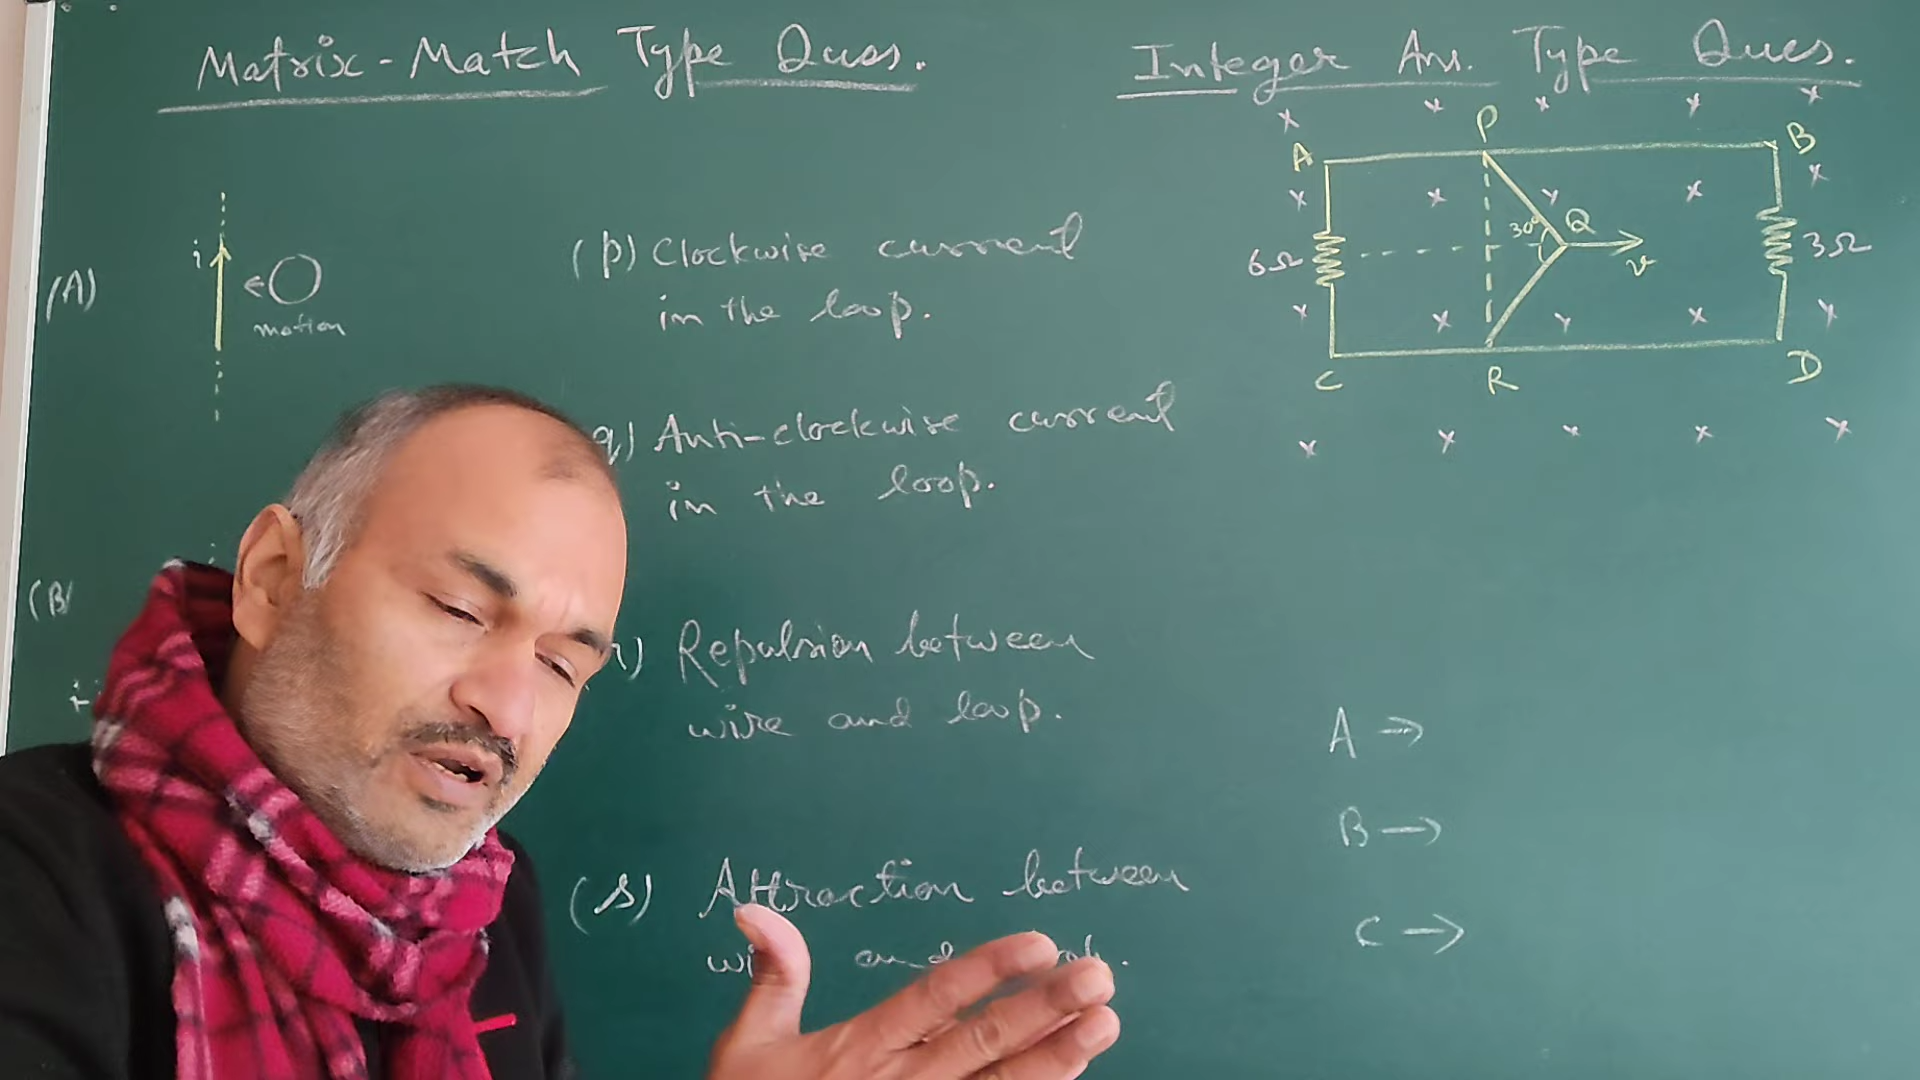 Matrix-Match Type Ques.
(A)
i
motion
(B)
i
(p) Clockwise current
in the loop.
q) Anti-clockwise current
in the loop.
r) Repulsion between
wire and loop.
(s) Attraction between
and
Integer Ans. Type Ques.
x x x x x
A P B
x x x x x
30° Q
6Ω v 3Ω
x x x x x
C R D
x x x x x
A →
B →
C →